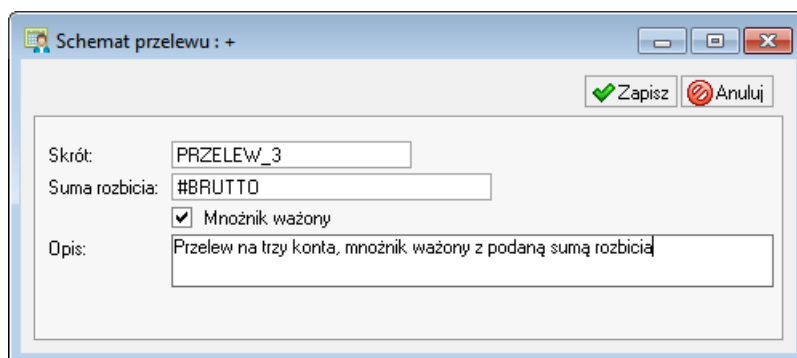 Schemat przelewu : +
Zapisz Anuluj
Skrót: PRZELEW_3
Suma rozbicia: #BRUTTO
Mnożnik ważony
Opis: Przelew na trzy konta, mnożnik ważony z podaną sumą rozbicia